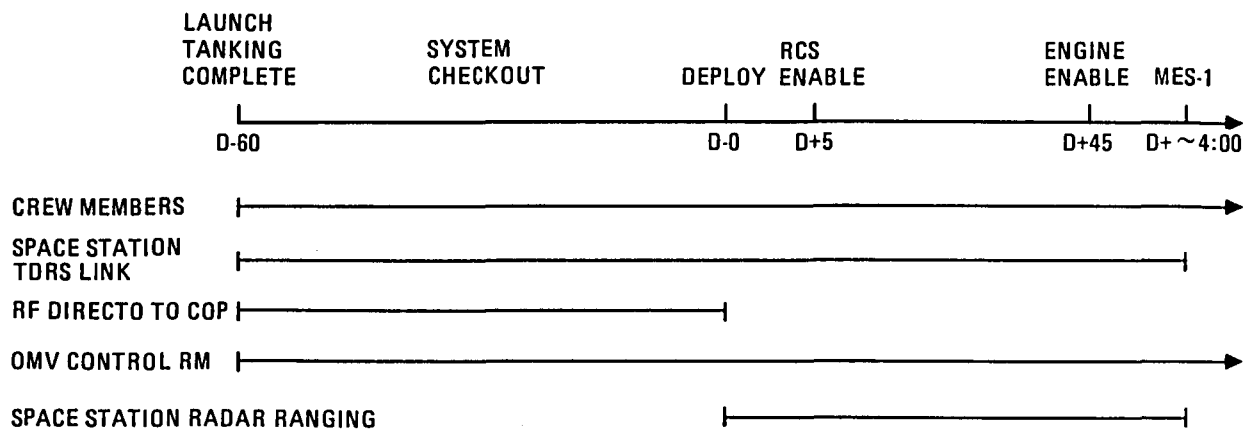 LAUNCH
TANKING
COMPLETE
SYSTEM
CHECKOUT
DEPLOY
RCS
ENABLE
ENGINE
ENABLE
MES-1
D-60
D-0
D+5
D+45
D+ ~4:00
CREW MEMBERS
SPACE STATION
TDRS LINK
RF DIRECTO TO COP
OMV CONTROL RM
SPACE STATION RADAR RANGING